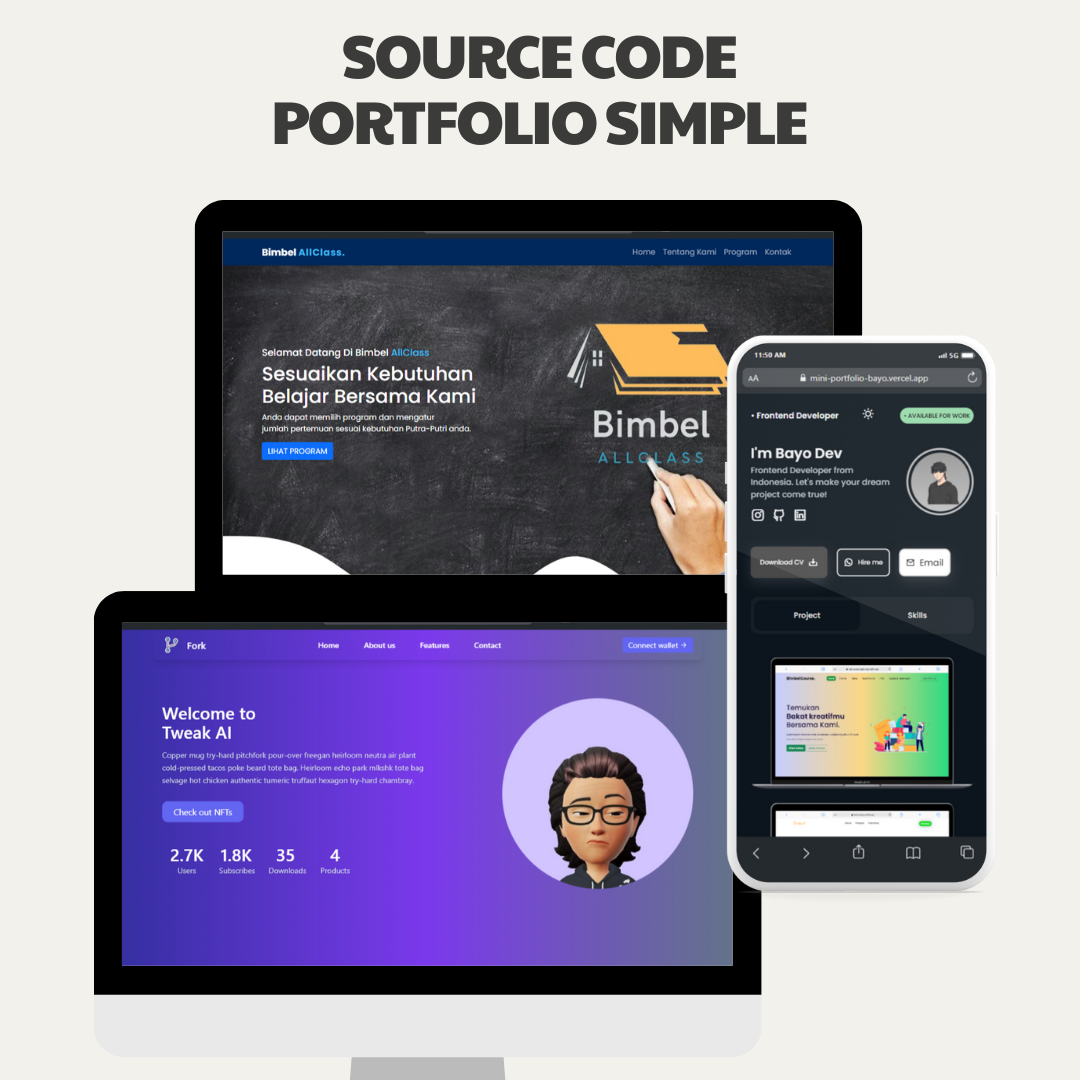 SOURCE CODE
PORTFOLIO SIMPLE
Bimbel AllClass.
Home Tentang Kami Program Kontak
Selamat Datang Di Bimbel AllClass
Sesuaikan Kebutuhan
Belajar Bersama Kami
Anda dapat memilih program dan mengatur
jumlah pertemuan sesuai kebutuhan Putra-Putri anda.
LIHAT PROGRAM
Bimbel
ALLCLASS
11:50 AM
5G
AA mini-portfolio-bayo.vercel.app
• Frontend Developer
• AVAILABLE FOR WORK
I'm Bayo Dev
Frontend Developer from
Indonesia. Let's make your dream
project come true!
Download CV
Hire me
Email
Project
Skills
Temukan
Bakat kreatifmu
Bersama Kami.
Fork
Home About us Features Contact
Connect wallet →
Welcome to
Tweak AI
Copper mug try-hard pitchfork pour-over freegan heirloom neutra air plant
cold-pressed tacos poke beard tote bag. Heirloom echo park mlkshk tote bag
selvage hot chicken authentic tumeric truffaut hexagon try-hard chambray.
Check out NFTs
2.7K 1.8K 35 4
Users Subscribes Downloads Products